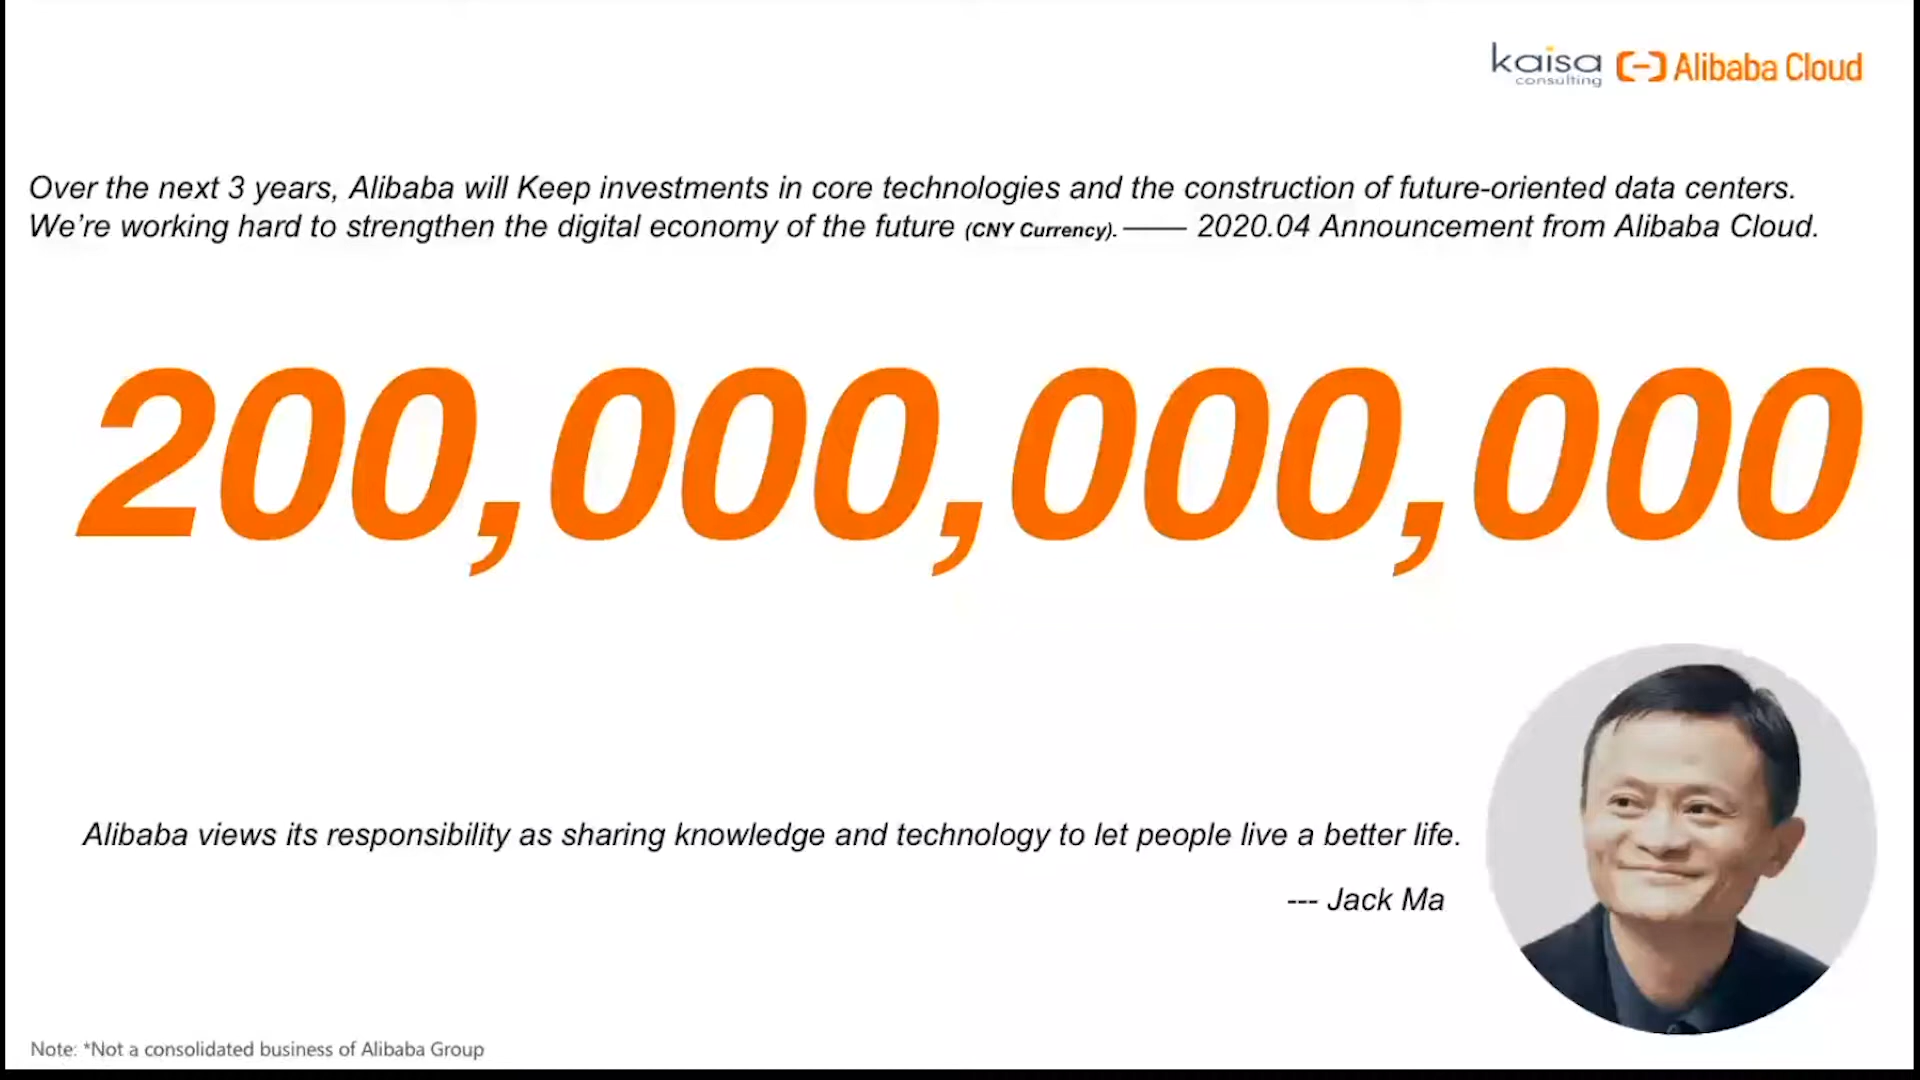 kaisa
consulting
Alibaba Cloud
Over the next 3 years, Alibaba will Keep investments in core technologies and the construction of future-oriented data centers.
We're working hard to strengthen the digital economy of the future (CNY Currency). —— 2020.04 Announcement from Alibaba Cloud.
200,000,000,000
Alibaba views its responsibility as sharing knowledge and technology to let people live a better life.
--- Jack Ma
Note: *Not a consolidated business of Alibaba Group